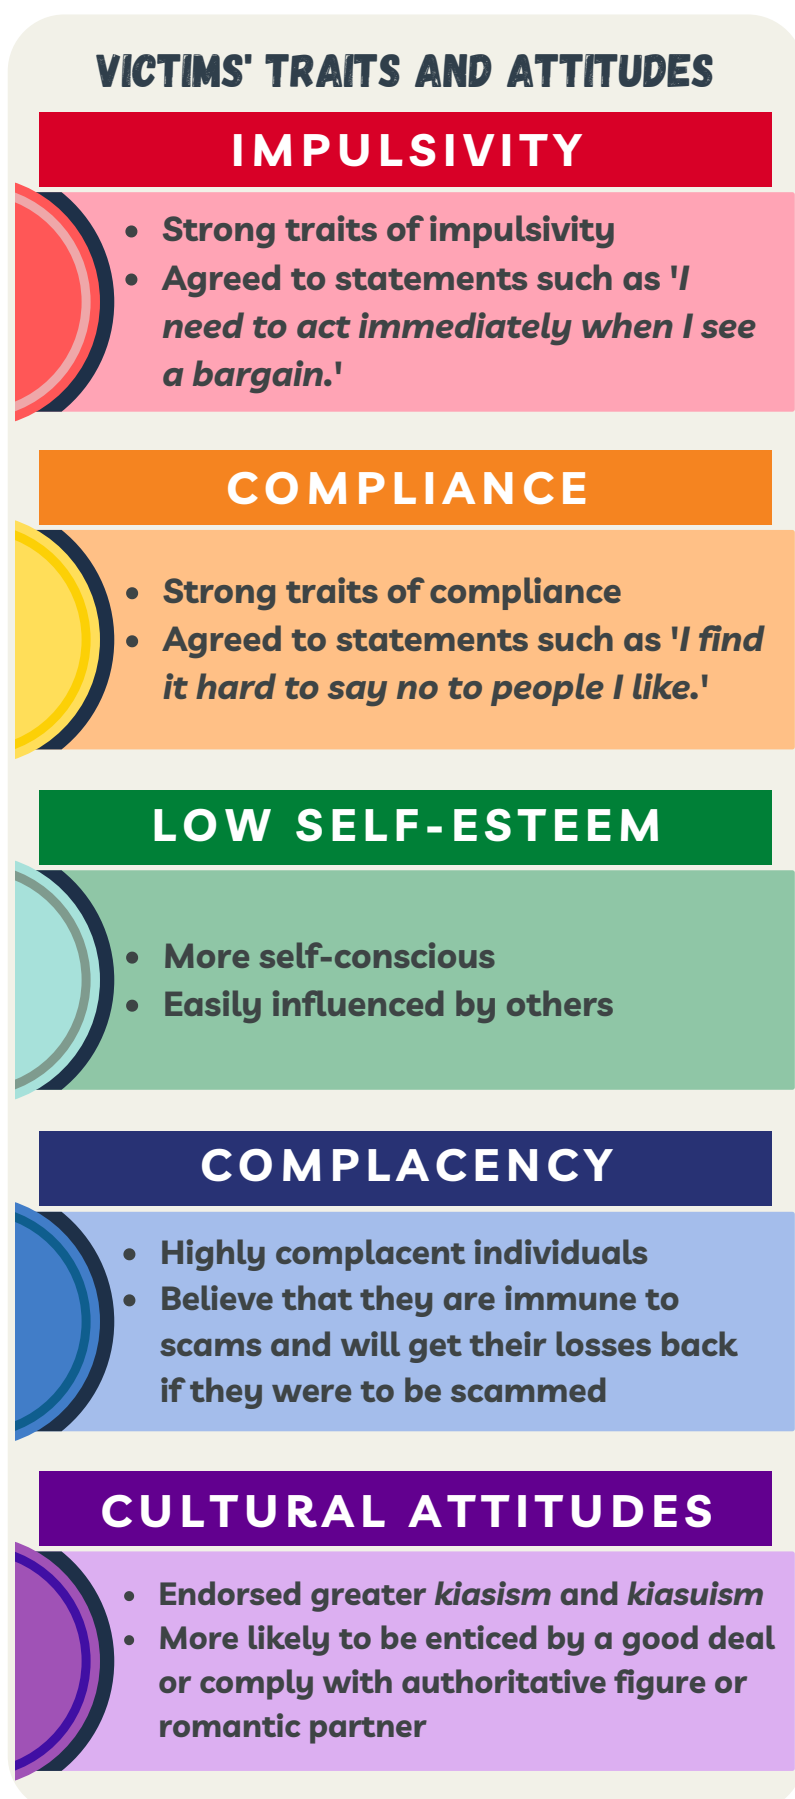 VICTIMS' TRAITS AND ATTITUDES
IMPULSIVITY
• Strong traits of impulsivity
• Agreed to statements such as 'I
need to act immediately when I see
a bargain.'
COMPLIANCE
• Strong traits of compliance
• Agreed to statements such as 'I find
it hard to say no to people I like.'
LOW SELF-ESTEEM
• More self-conscious
• Easily influenced by others
COMPLACENCY
• Highly complacent individuals
• Believe that they are immune to
scams and will get their losses back
if they were to be scammed
CULTURAL ATTITUDES
• Endorsed greater kiasism and kiasuism
• More likely to be enticed by a good deal
or comply with authoritative figure or
romantic partner